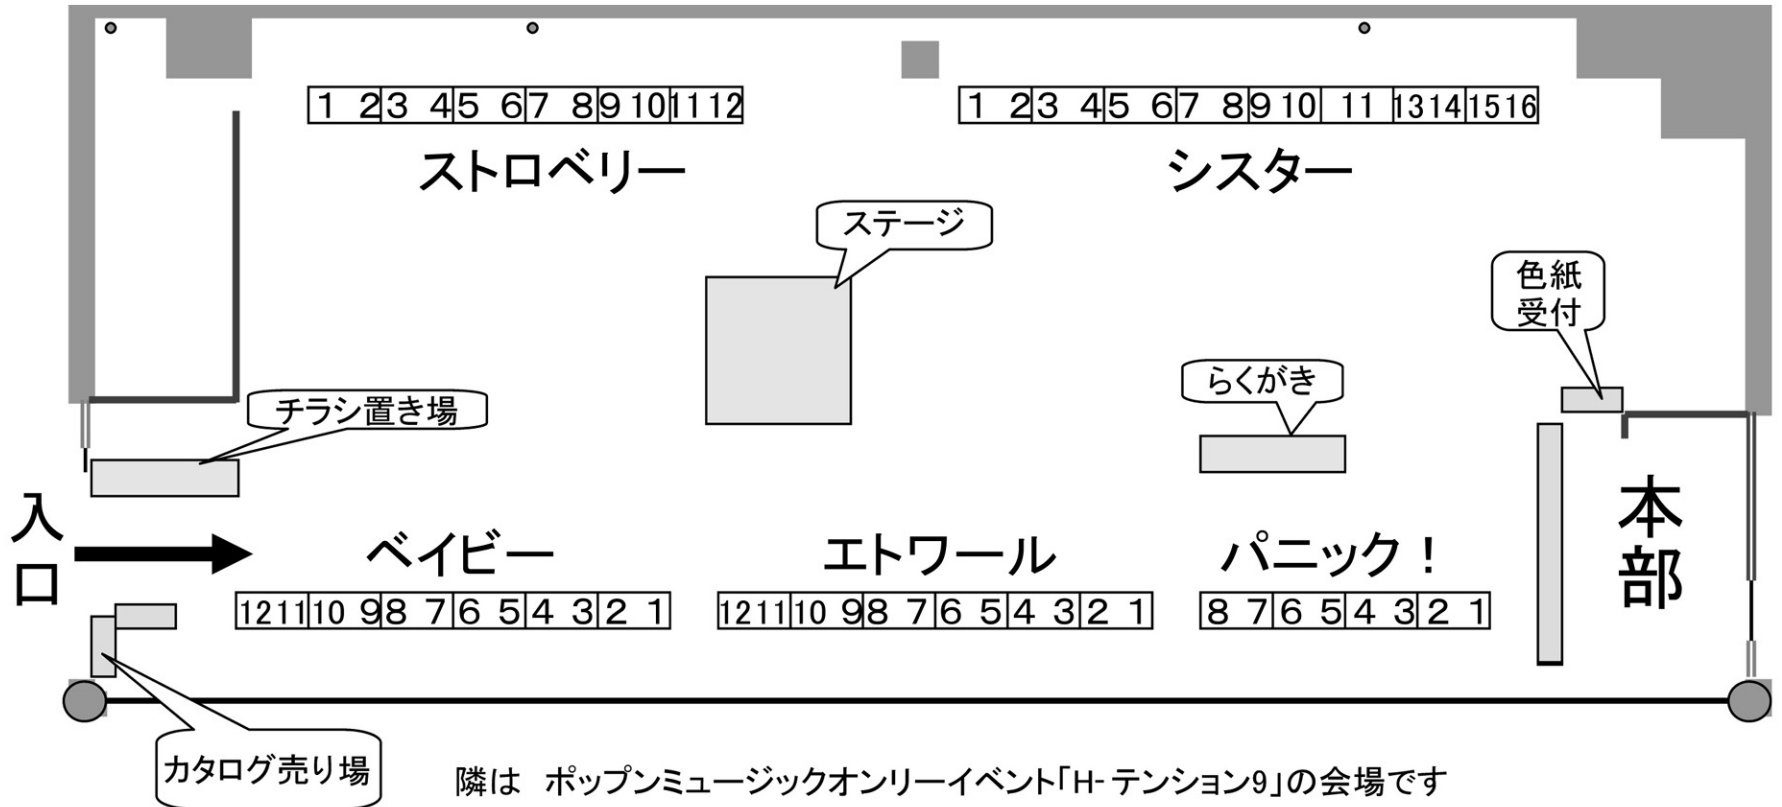 1 2 3 4 5 6 7 8 9 10 11 12
1 2 3 4 5 6 7 8 9 10 11 13 14 15 16
ストロベリー
シスター
ステージ
色紙
受付
らくがき
チラシ置き場
入口
本部
ベイビー
エトワール
パニック！
12 11 10 9 8 7 6 5 4 3 2 1
12 11 10 9 8 7 6 5 4 3 2 1
8 7 6 5 4 3 2 1
カタログ売り場
隣は ポップンミュージックオンリーイベント「H-テンション9」の会場です